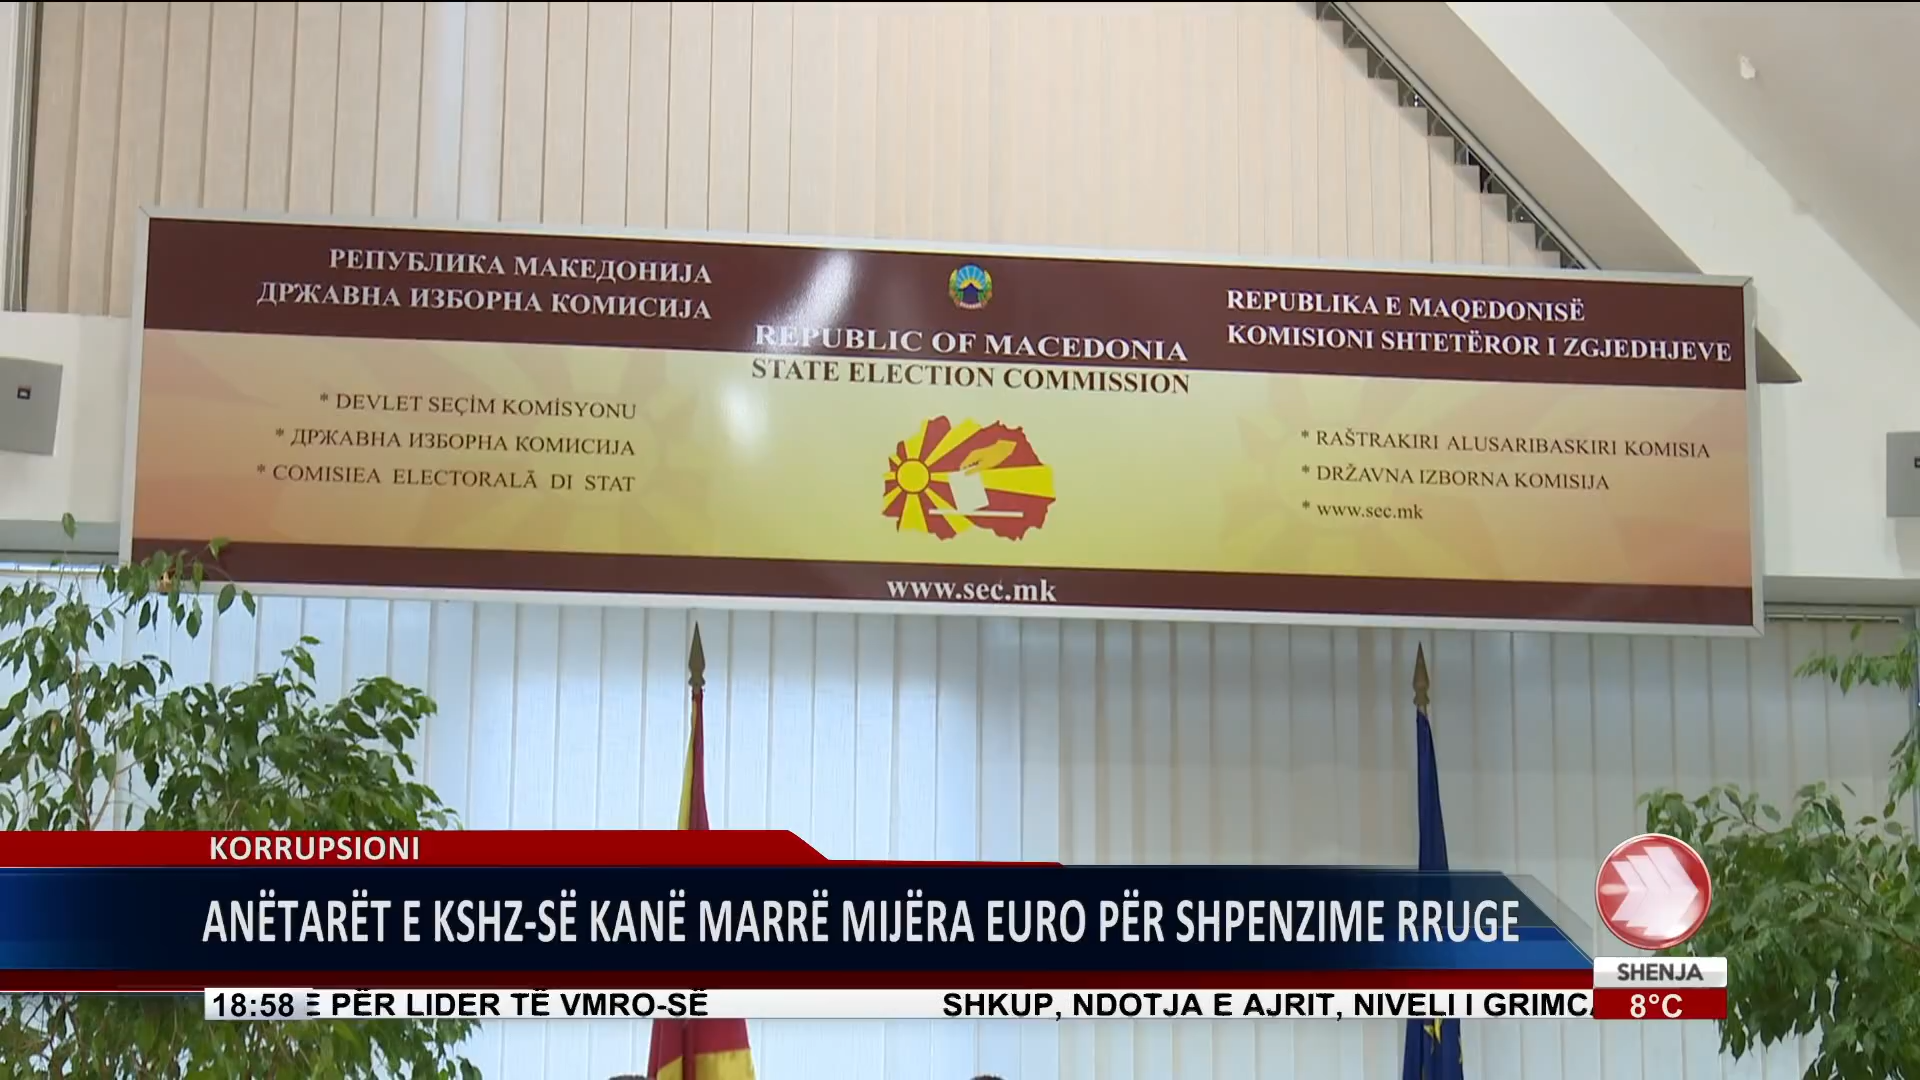 РЕПУБЛИКА МАКЕДОНИЈА
ДРЖАВНА ИЗБОРНА КОМИСИЈА
REPUBLIC OF MACEDONIA
STATE ELECTION COMMISSION
REPUBLIKA E MAQEDONISË
KOMISIONI SHTETËROR I ZGJEDHJEVE
* DEVLET SEÇİM KOMİSYONU
* ДРЖАВНА ИЗБОРНА КОМИСИЈА
* COMISIEA ELECTORALĂ DI STAT
* RAŠTRAKIRI ALUSARIBASKIRI KOMISIA
* DRŽAVNA IZBORNA KOMISIJA
* www.sec.mk
www.sec.mk
KORRUPSIONI
ANËTARËT E KSHZ-SË KANË MARRË MIJËRA EURO PËR SHPENZIME RRUGE
SHENJA
18:58 PËR LIDER TË VMRO-SË SHKUP, NDOTJA E AJRIT, NIVELI I 8°C